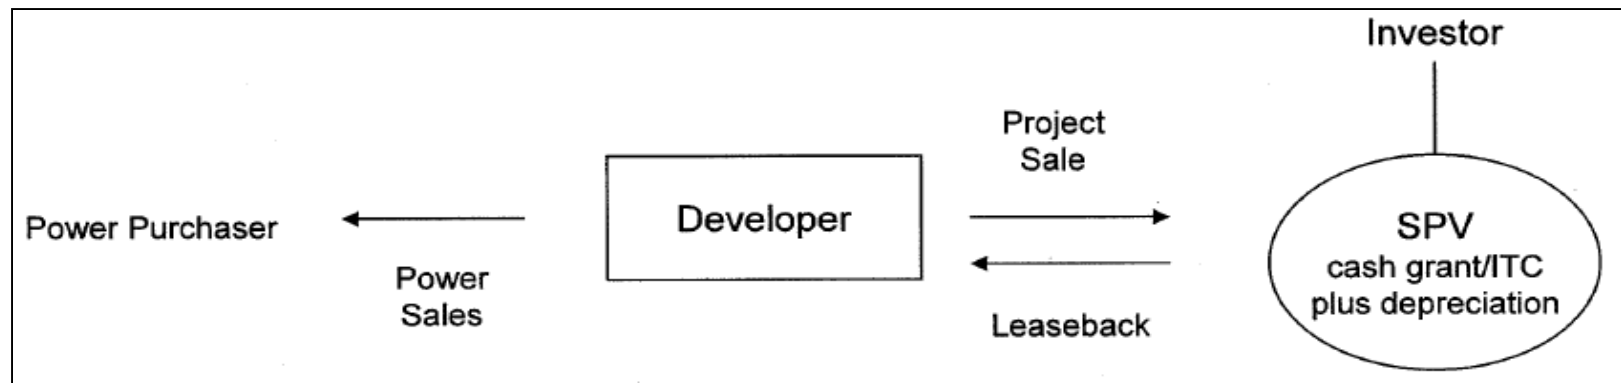 Investor
Project
Sale
Power Purchaser
Developer
SPV
cash grant/ITC
plus depreciation
Power
Sales
Leaseback